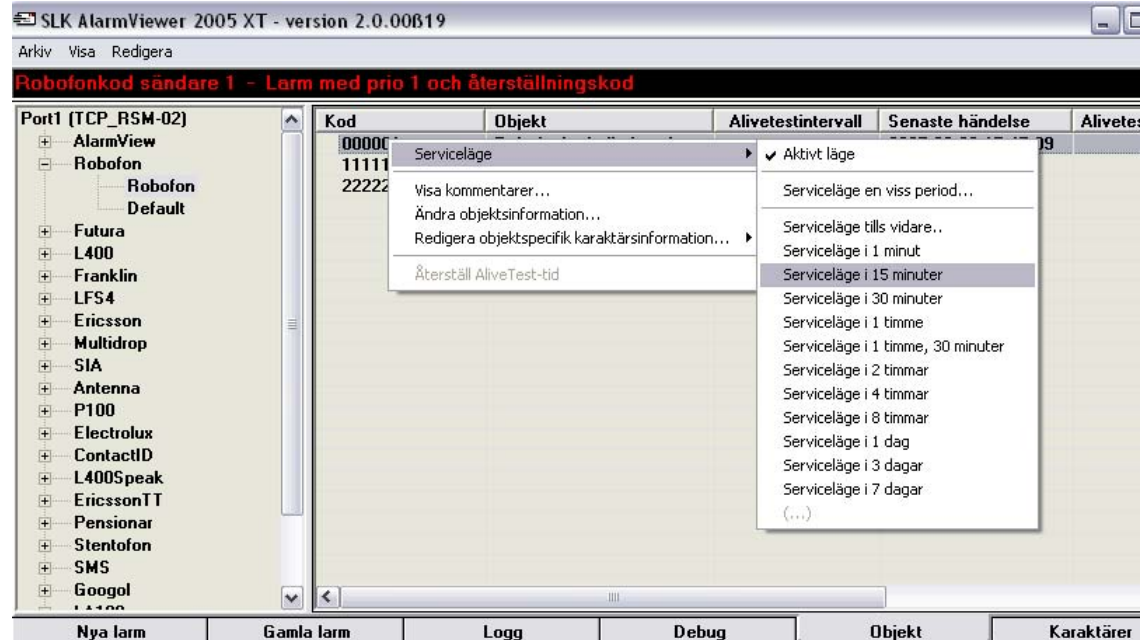 SLK AlarmViewer 2005 XT - version 2.0.00ß19
Arkiv Visa Redigera
Robofonkod sändare 1 - Larm med prio 1 och återställningskod
Port1 (TCP_RSM-02)
AlarmView
Robofon
Robofon
Default
Futura
L400
Franklin
LFS4
Ericsson
Multidrop
SIA
Antenna
P100
Electrolux
ContactID
L400Speak
EricssonTT
Pensionar
Stentofon
SMS
Googol
Kod Objekt Alivetestintervall Senaste händelse
Serviceläge
Visa kommentarer...
Ändra objektsinformation...
Redigera objektspecifik karaktärsinformation...
Återställ AliveTest-tid
Aktivt läge
Serviceläge en viss period...
Serviceläge tills vidare..
Serviceläge i 1 minut
Serviceläge i 15 minuter
Serviceläge i 30 minuter
Serviceläge i 1 timme
Serviceläge i 1 timme, 30 minuter
Serviceläge i 2 timmar
Serviceläge i 4 timmar
Serviceläge i 8 timmar
Serviceläge i 1 dag
Serviceläge i 3 dagar
Serviceläge i 7 dagar
(...)
Nya larm Gamla larm Logg Debug Objekt Karaktärer